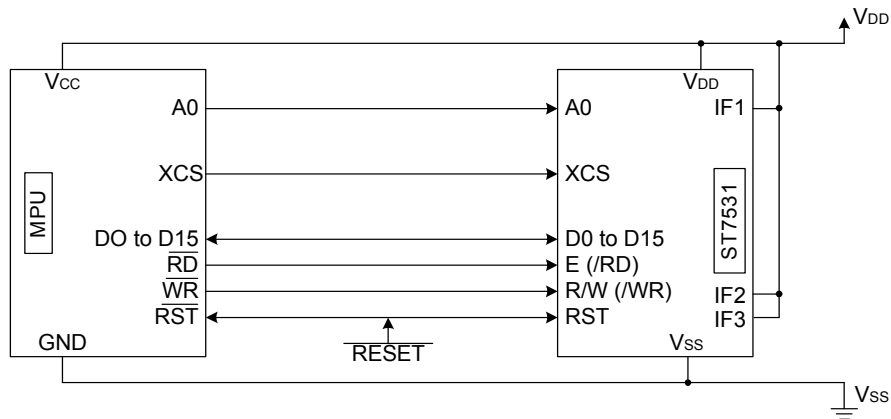 VDD
VCC
VDD
A0
A0
IF1
XCS
XCS
MPU
ST7531
DO to D15
D0 to D15
RD
E (/RD)
WR
R/W (/WR)
IF2
RST
RST
IF3
RESET
GND
VSS
VSS